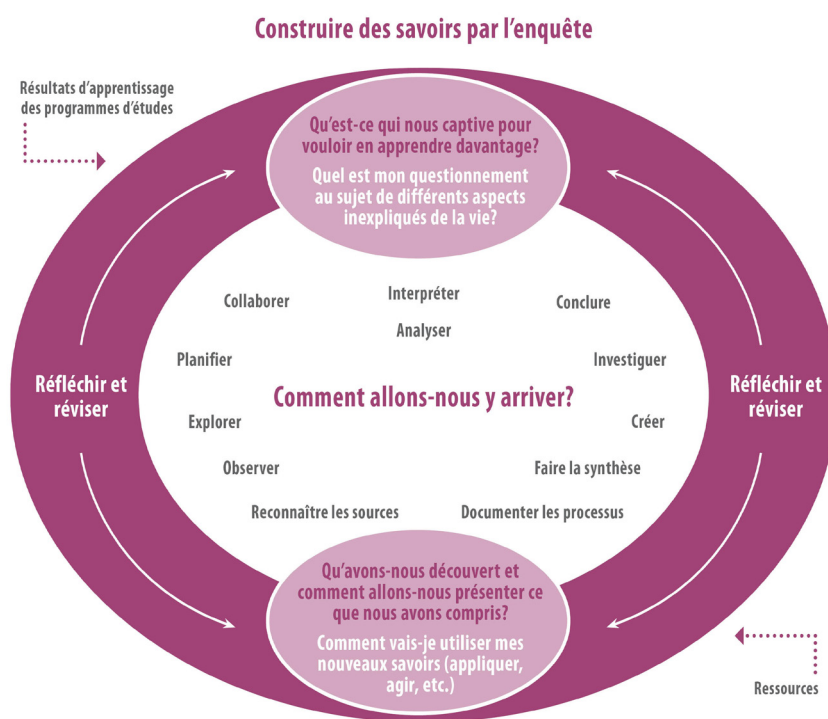 Construire des savoirs par l'enquête
Résultats d'apprentissage
des programmes d'études
Qu'est-ce qui nous captive pour
vouloir en apprendre davantage?
Quel est mon questionnement
au sujet de différents aspects
inexpliqués de la vie?
Collaborer
Interpréter
Conclure
Analyser
Planifier
Investiguer
Réfléchir et
réviser
Comment allons-nous y arriver?
Réfléchir et
réviser
Explorer
Créer
Observer
Faire la synthèse
Reconnaître les sources
Documenter les processus
Qu'avons-nous découvert et
comment allons-nous présenter ce
que nous avons compris?
Comment vais-je utiliser mes
nouveaux savoirs (appliquer,
agir, etc.)
Ressources